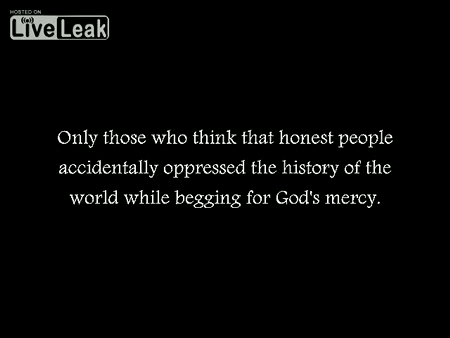 HOSTED ON
LiveLeak
Only those who think that honest people
accidentally oppressed the history of the
world while begging for God's mercy.